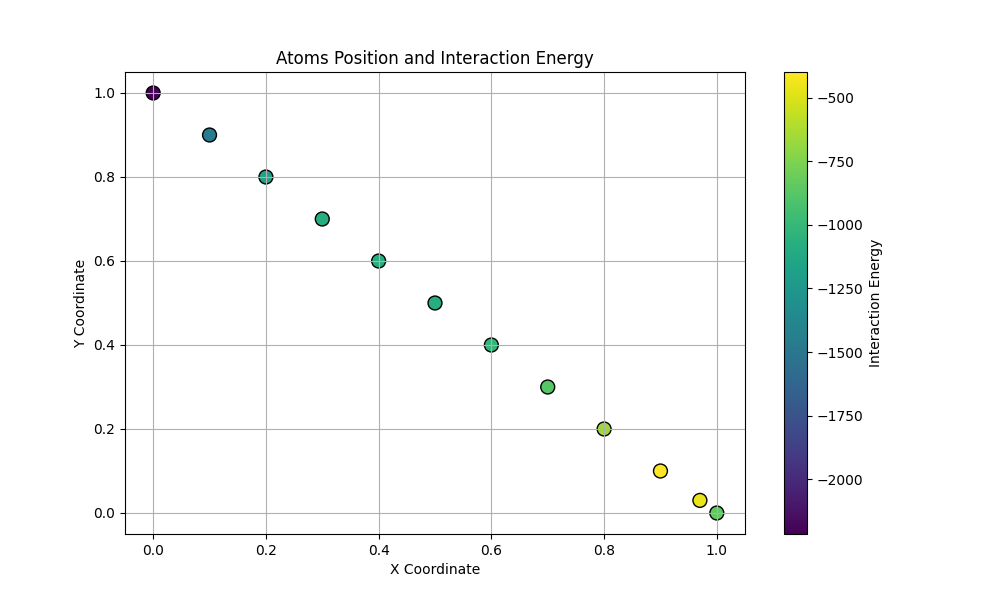 Atoms Position and Interaction Energy
1.0
0.8
0.6
0.4
0.2
0.0
Y Coordinate
0.0 0.2 0.4 0.6 0.8 1.0
X Coordinate
−500
−750
−1000
−1250
−1500
−1750
−2000
Interaction Energy